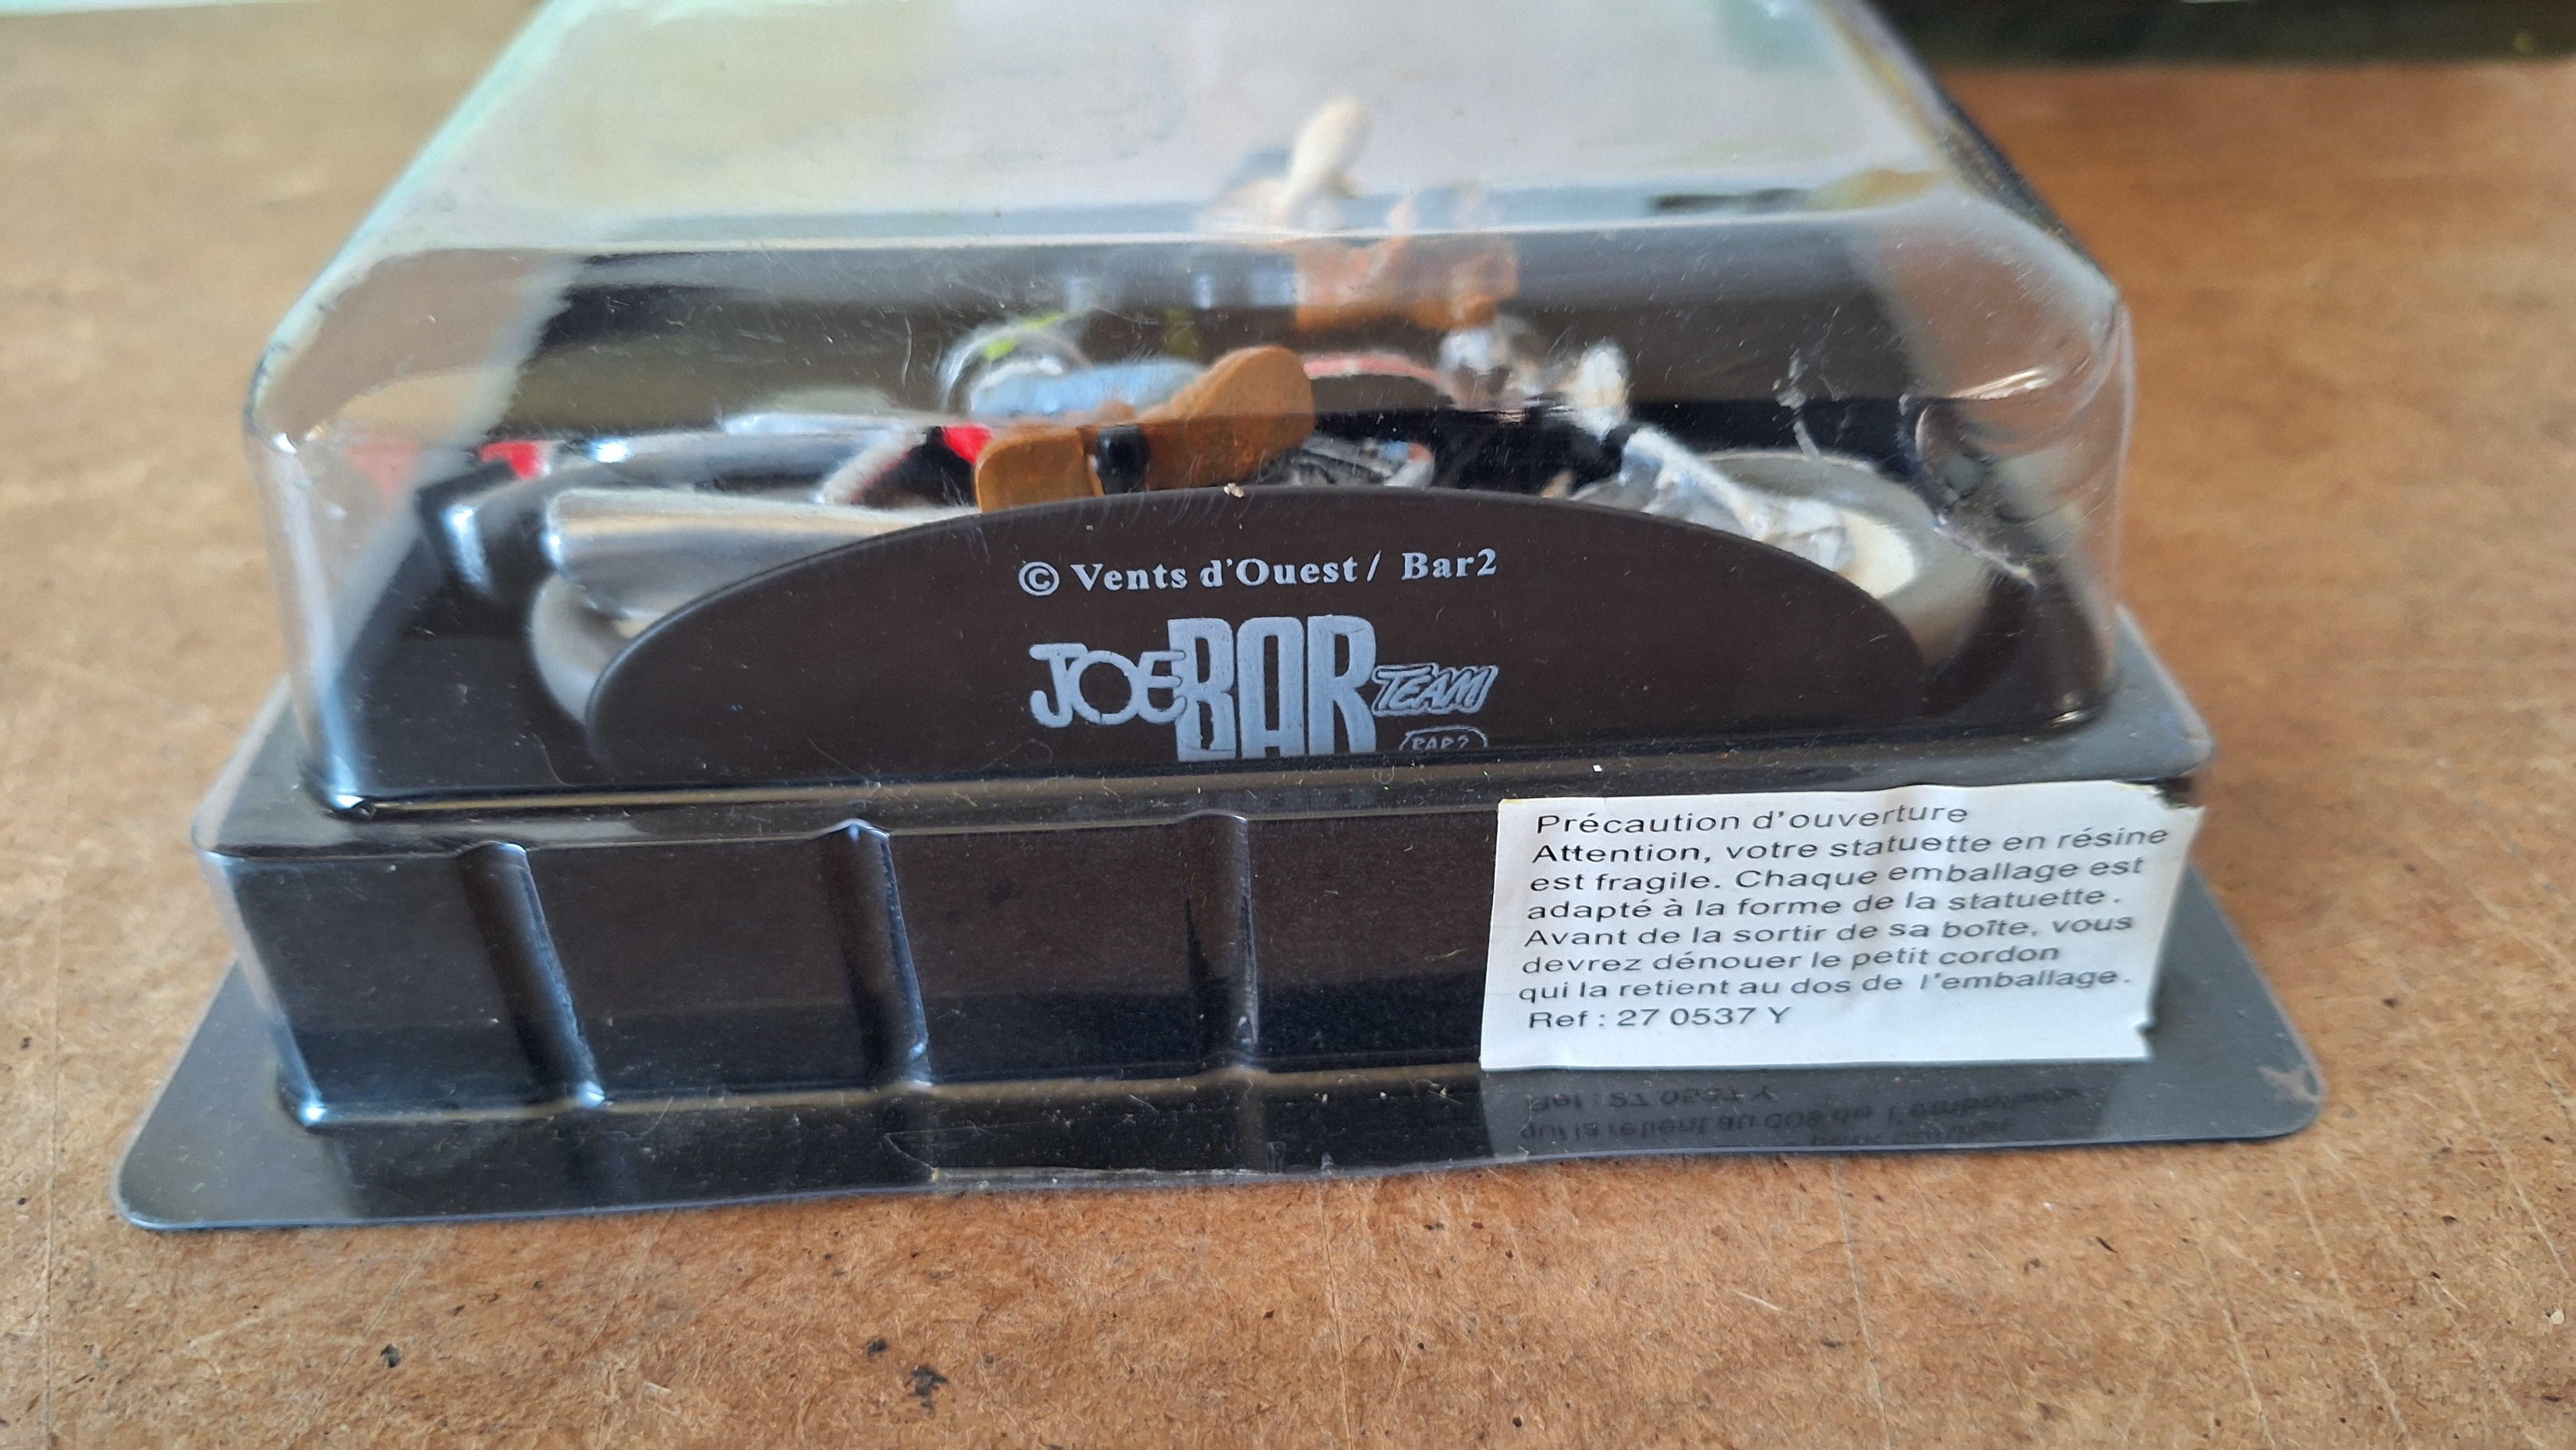 © Vents d'Ouest / Bar2
JOE BAR TEAM
BAR2
Précaution d'ouverture
Attention, votre statuette en résine
est fragile. Chaque emballage est
adapté à la forme de la statuette.
Avant de la sortir de sa boîte, vous
devrez dénouer le petit cordon
qui la retient au dos de l'emballage.
Ref : 27 0537 Y